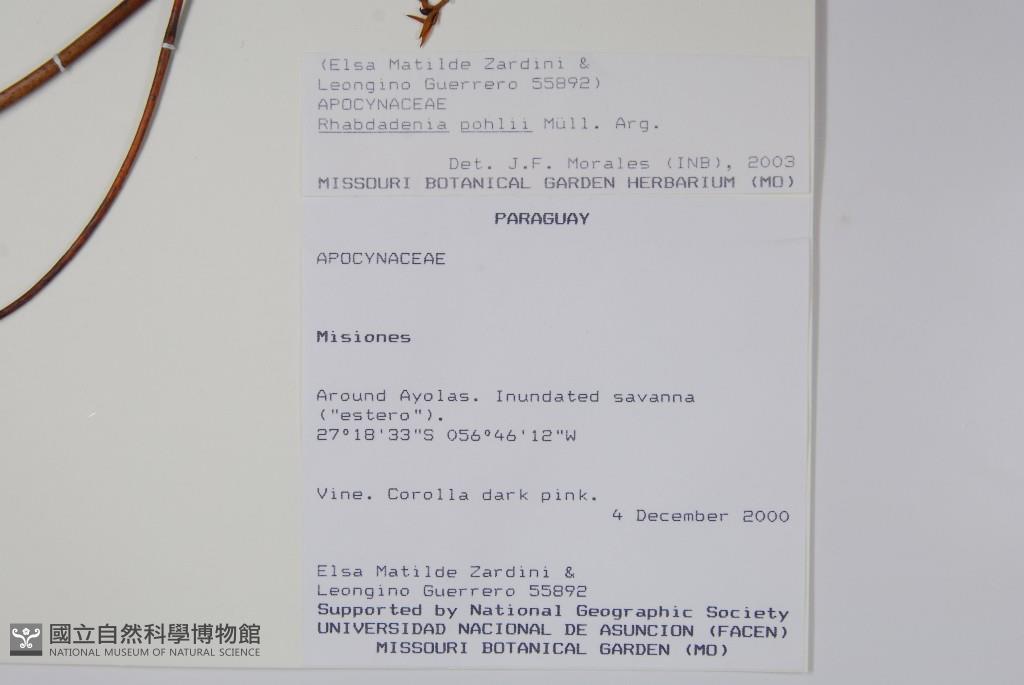 (Elsa Matilde Zardini &
Leongino Guerrero 55892)
APOCYNACEAE
Rhabdadenia pohlii Müll. Arg.
Det. J.F. Morales (INB), 2003
MISSOURI BOTANICAL GARDEN HERBARIUM (MO)
PARAGUAY
APOCYNACEAE
Misiones
Around Ayolas. Inundated savanna
("estero").
27°18'33"S 056°46'12"W
Vine. Corolla dark pink.
4 December 2000
Elsa Matilde Zardini &
Leongino Guerrero 55892
Supported by National Geographic Society
UNIVERSIDAD NACIONAL DE ASUNCION (FACEN)
MISSOURI BOTANICAL GARDEN (MO)
國立自然科學博物館
NATIONAL MUSEUM OF NATURAL SCIENCE